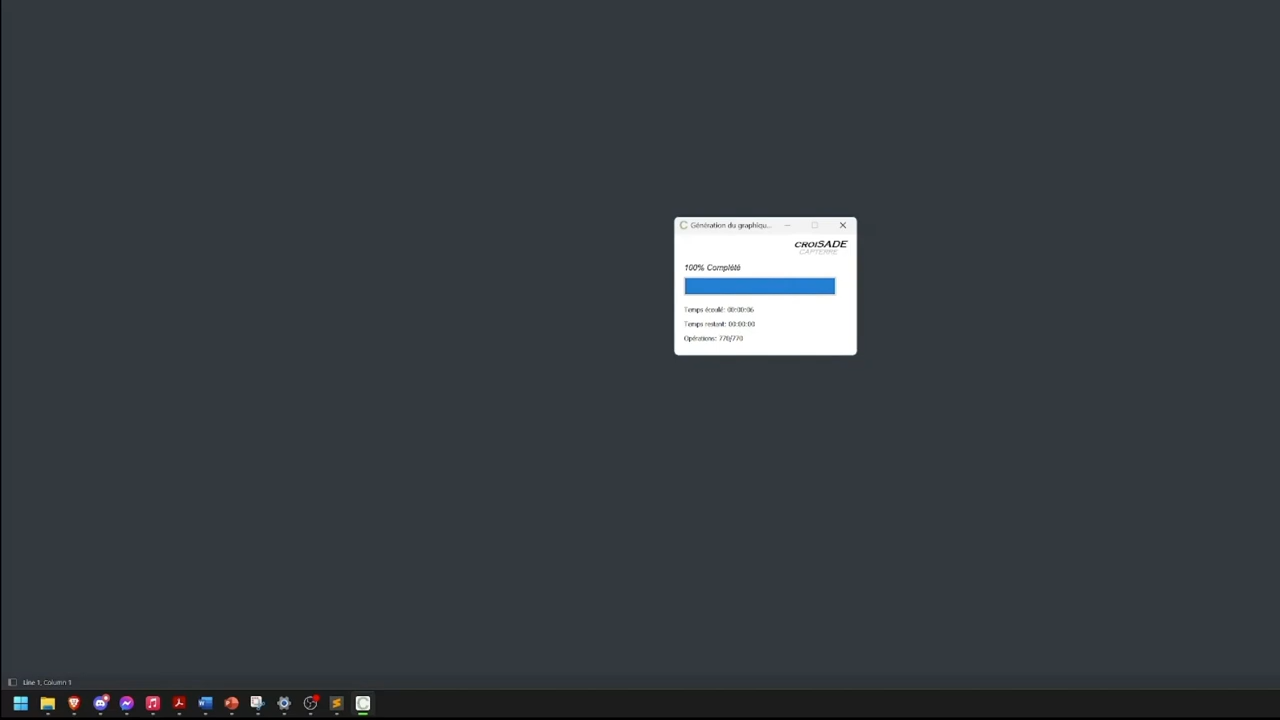 Génération du graphiqu...
CROISADE
CAPTERRE
100% Complété
Temps écoulé: 00:00:06
Temps restant: 00:00:00
Opérations: 770/770
Line 1, Column 1